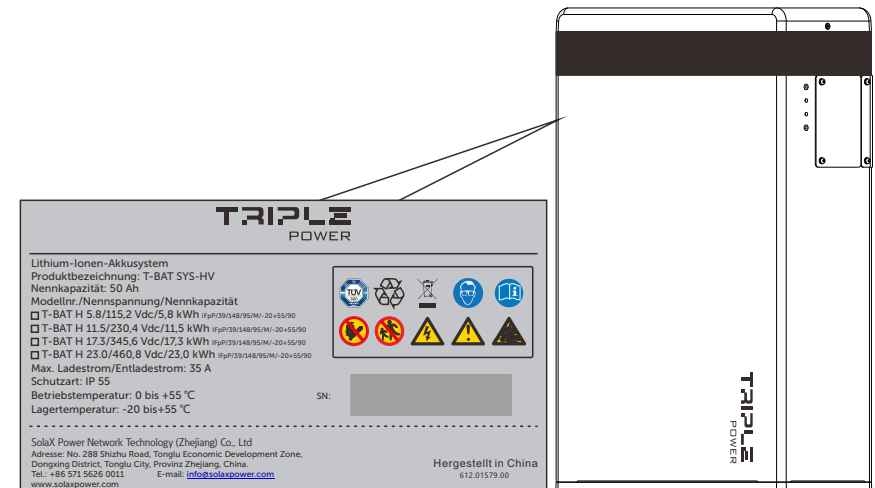 TRIPLE
POWER
Lithium-Ionen-Akkusystem
Produktbezeichnung: T-BAT SYS-HV
Nennkapazität: 50 Ah
Modellnr./Nennspannung/Nennkapazität
T-BAT H 5.8/115,2 Vdc/5,8 kWh IFpP/39/148/95/M/-20+55/90
T-BAT H 11.5/230,4 Vdc/11,5 kWh IFpP/39/148/95/M/-20+55/90
T-BAT H 17.3/345,6 Vdc/17,3 kWh IFpP/39/148/95/M/-20+55/90
T-BAT H 23.0/460,8 Vdc/23,0 kWh IFpP/39/148/95/M/-20+55/90
Max. Ladestrom/Entladestrom: 35 A
Schutzart: IP 55
Betriebstemperatur: 0 bis +55 ℃
Lagertemperatur: -20 bis+55 ℃
SN:
TÜV
SolaX Power Network Technology (Zhejiang) Co., Ltd
Adresse: No. 288 Shizhu Road, Tonglu Economic Development Zone,
Dongxing District, Tonglu City, Provinz Zhejiang, China.
Tel.: +86 571 5626 0011 E-mail: info@solaxpower.com
www.solaxpower.com
Hergestellt in China
612.01579.00
TRIPLE
POWER